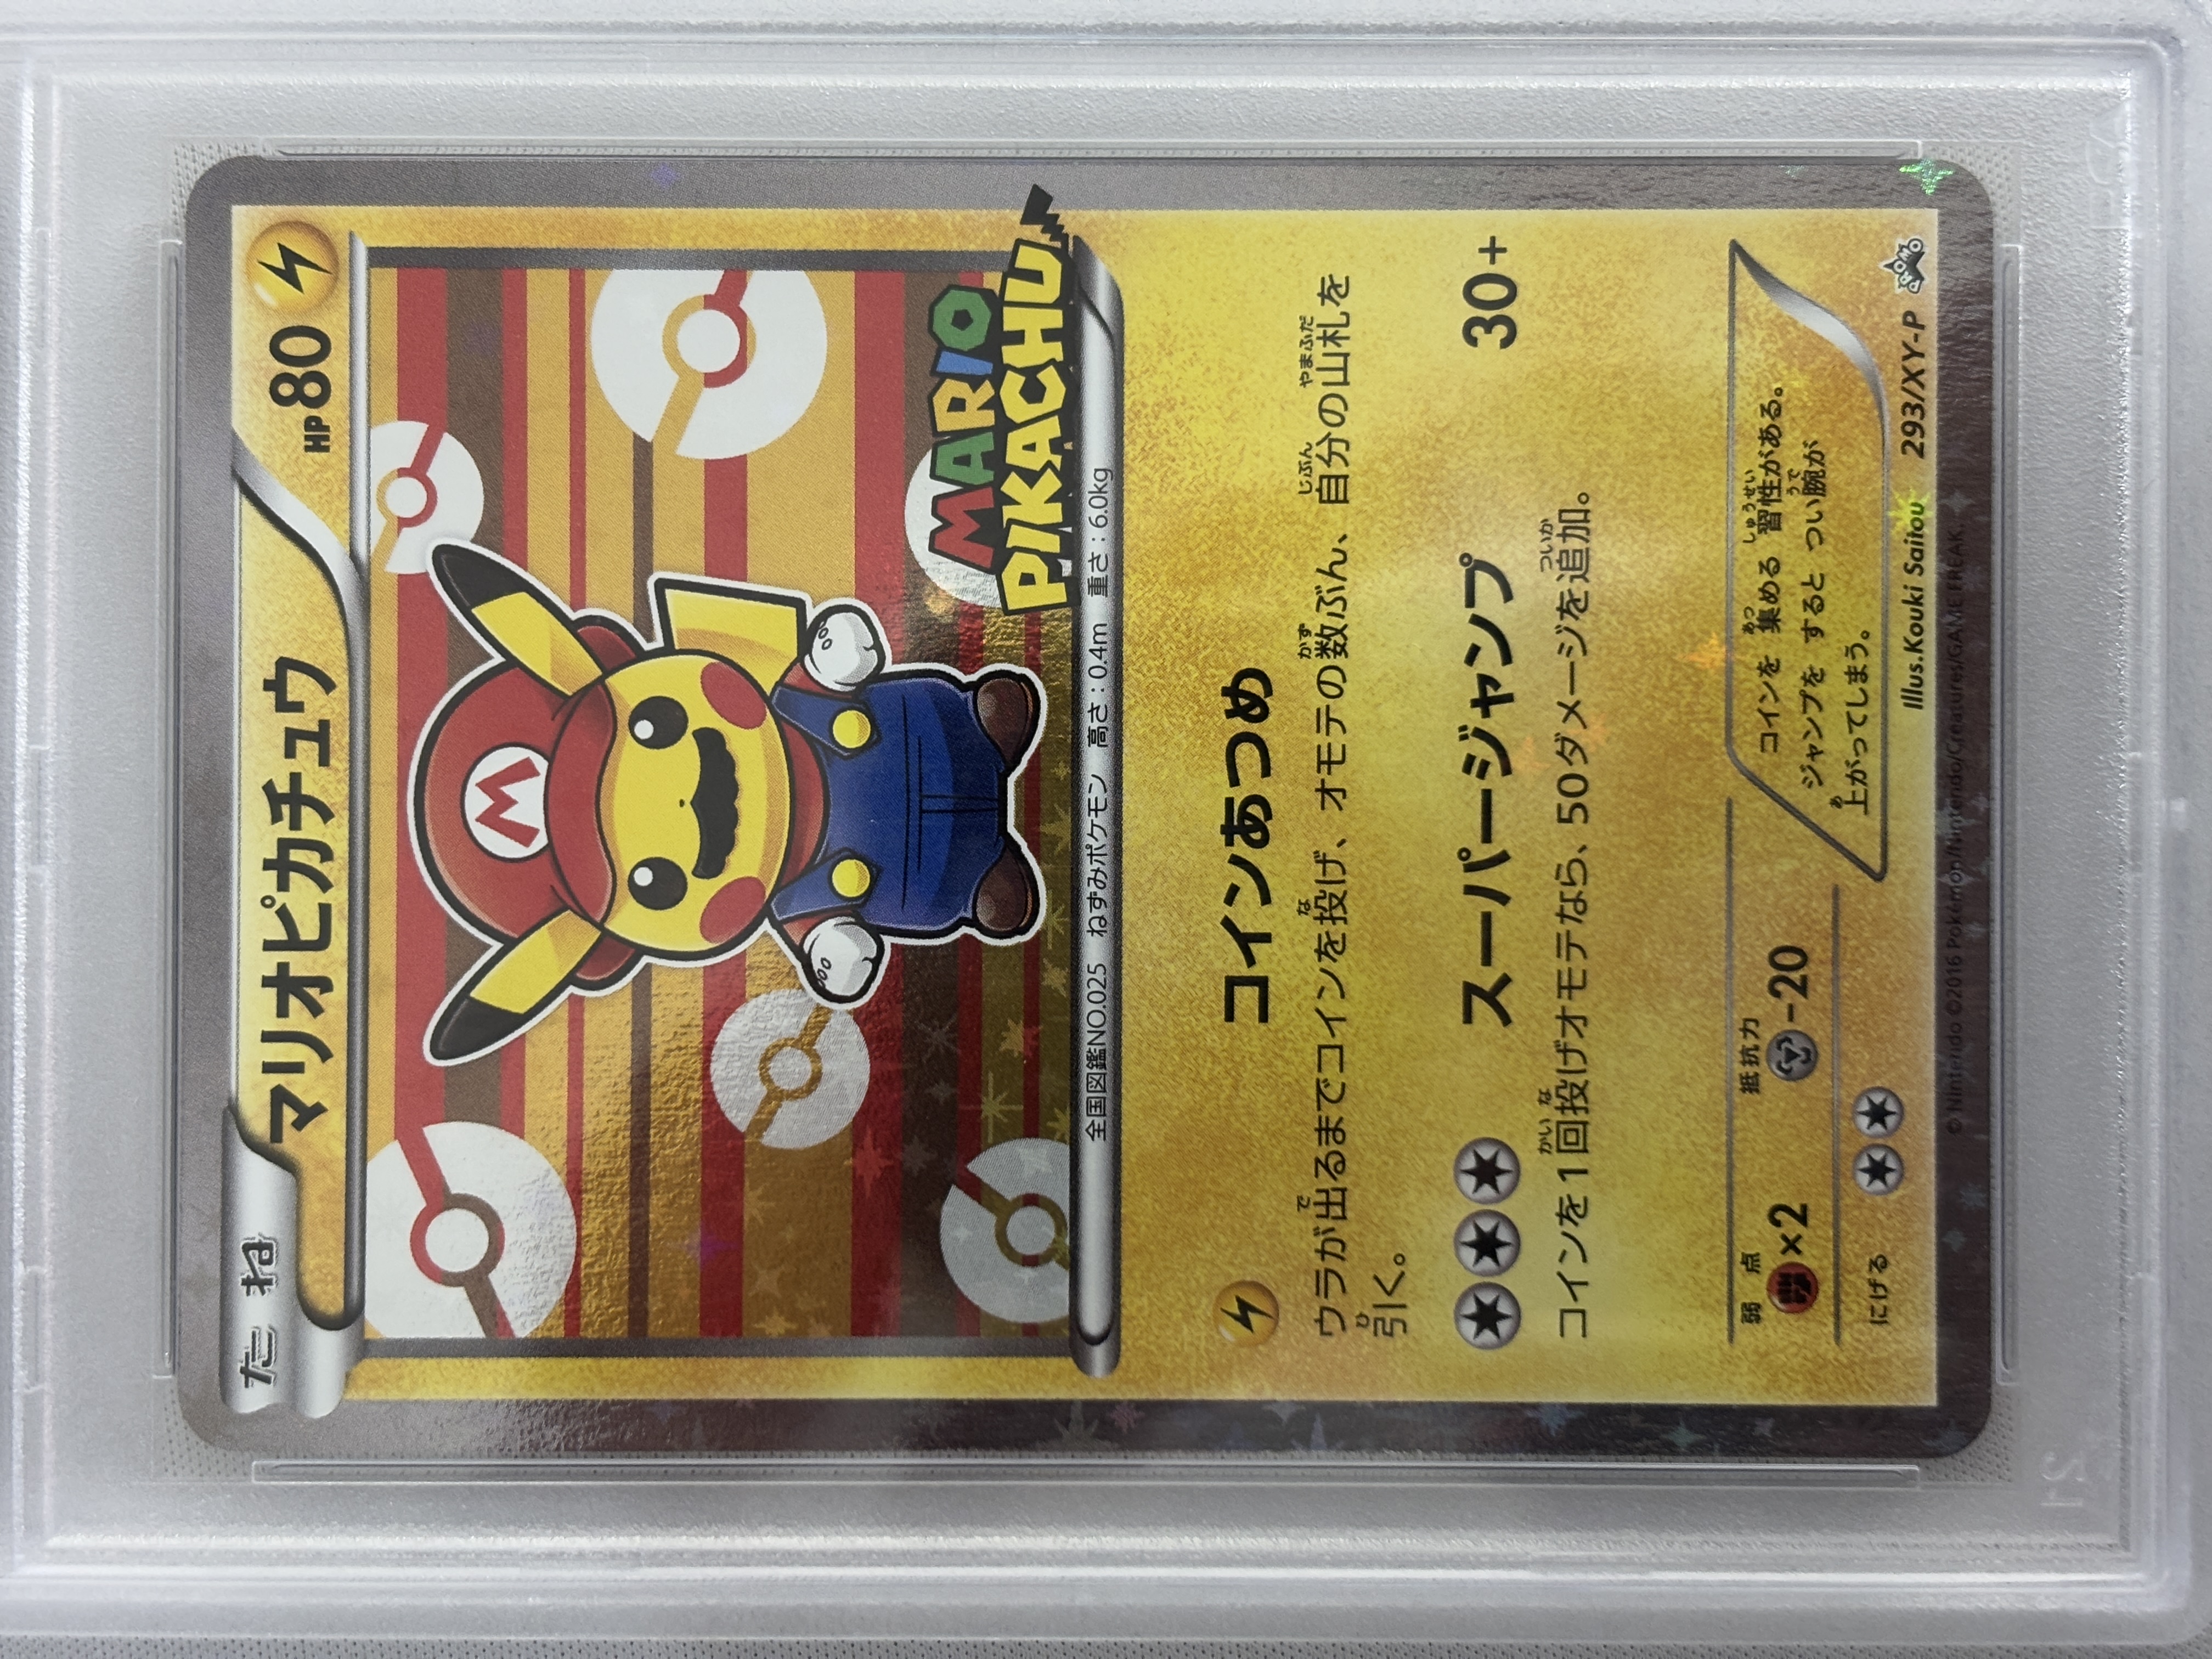 たね
マリオピカチュウ
HP80
M
MARIO
PIKACHU
全国図鑑NO.025 ねずみポケモン 高さ:0.4m 重さ:6.0kg
コインあつめ
ウラが出るまでコインを投げ、オモテの数ぶん、自分の山札を
引く。
スーパージャンプ 30+
コインを1回投げオモテなら、50ダメージを追加。
弱点 ×2
抵抗力 -20
にげる
コインを 集める 習性がある。
ジャンプを すると つい腕が
上がってしまう。
Illus.Kouki Saitou 293/XY-P PROMO
© Nintendo ©2016 Pokémon/Nintendo/Creatures/GAME FREAK.